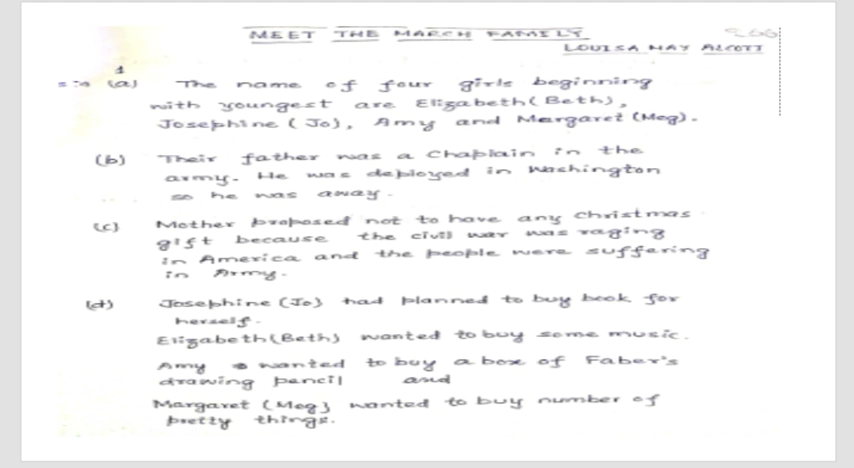 MEET THE MARCH FAMILY
LOUISA MAY ALCOTT
1
(a) The name of four girls beginning
with youngest are Elizabeth (Beth),
Josephine (Jo), Amy and Margaret (Meg).
(b) Their father was a Chaplain in the
army. He was deployed in Washington
so he was away.
(c) Mother proposed not to have any Christmas
gift because the civil war was raging
in America and the people were suffering
in Army.
(d) Josephine (Jo) had planned to buy book for
herself.
Elizabeth (Beth) wanted to buy some music.
Amy wanted to buy a box of Faber's
drawing pencil and
Margaret (Meg) wanted to buy number of
pretty things.